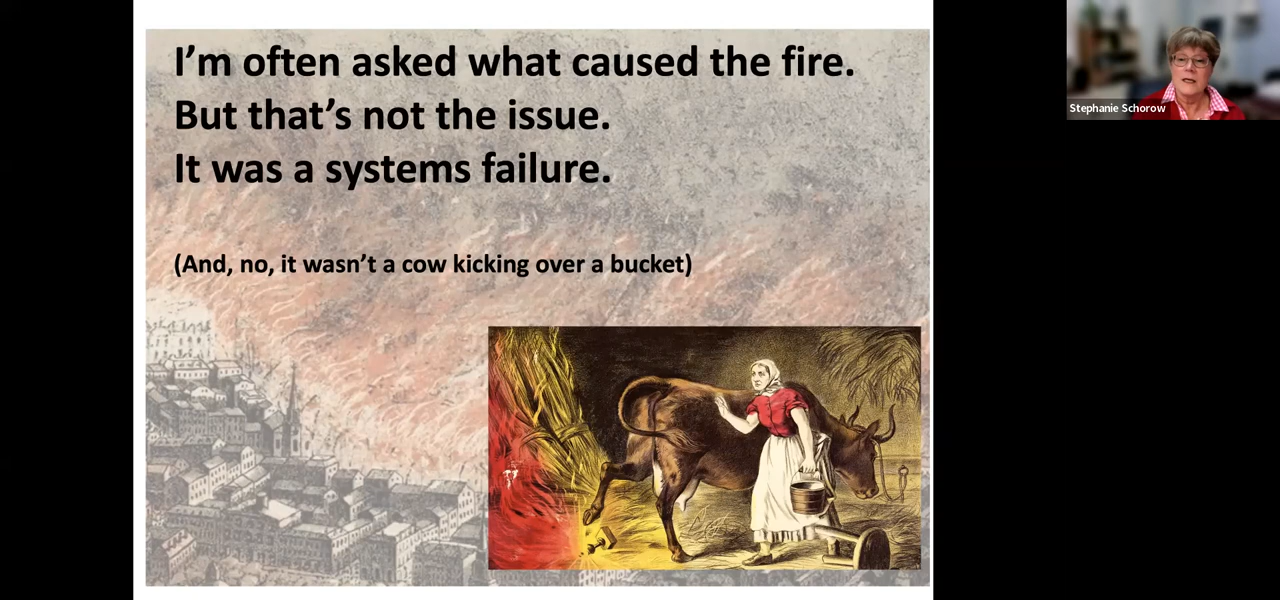 I’m often asked what caused the fire.
But that’s not the issue.
It was a systems failure.
(And, no, it wasn’t a cow kicking over a bucket)
Stephanie Schorow